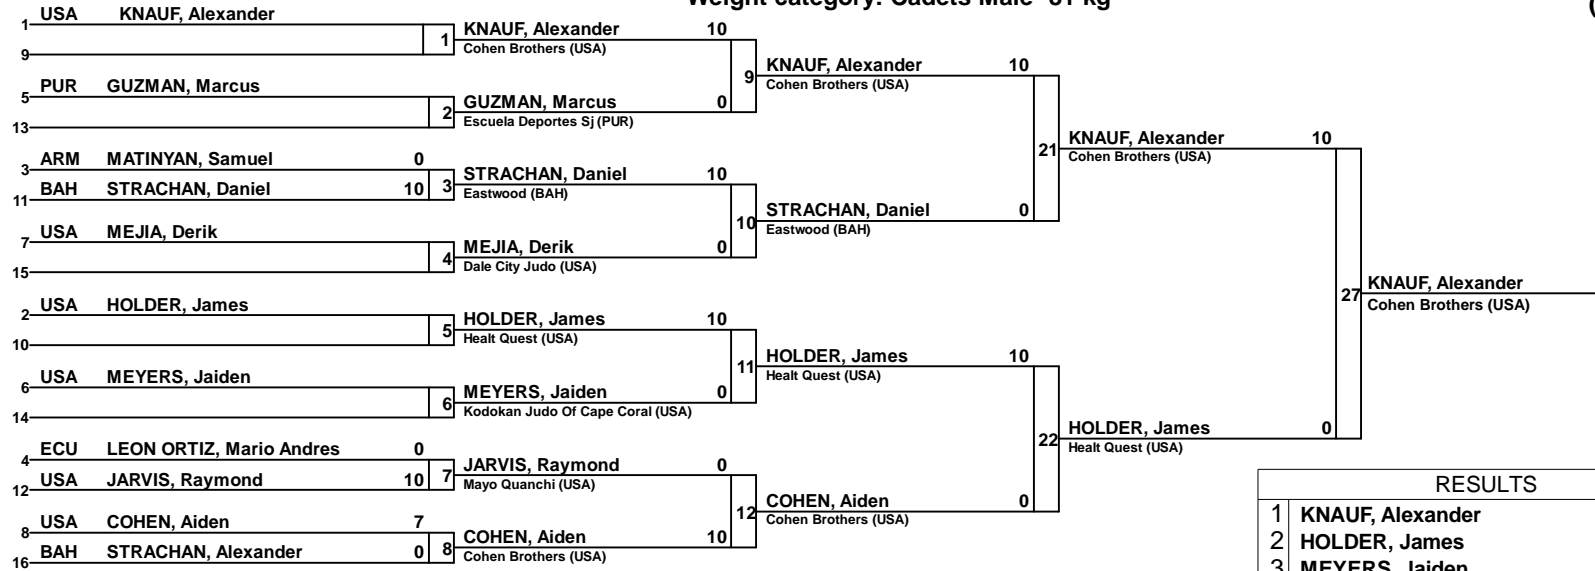 USA KNAUF, Alexander
1
9
1
KNAUF, Alexander 10
Cohen Brothers (USA)
PUR GUZMAN, Marcus
5
13
2
GUZMAN, Marcus 0
Escuela Deportes Sj (PUR)
9
KNAUF, Alexander 10
Cohen Brothers (USA)
ARM MATINYAN, Samuel 0
3
BAH STRACHAN, Daniel 10
11
3
STRACHAN, Daniel 10
Eastwood (BAH)
USA MEJIA, Derik
7
15
4
MEJIA, Derik 0
Dale City Judo (USA)
10
STRACHAN, Daniel 0
Eastwood (BAH)
21
KNAUF, Alexander 10
Cohen Brothers (USA)
USA HOLDER, James
2
10
5
HOLDER, James 10
Healt Quest (USA)
USA MEYERS, Jaiden
6
14
6
MEYERS, Jaiden 0
Kodokan Judo Of Cape Coral (USA)
11
HOLDER, James 10
Healt Quest (USA)
ECU LEON ORTIZ, Mario Andres 0
4
USA JARVIS, Raymond 10
12
7
JARVIS, Raymond 0
Mayo Quanchi (USA)
USA COHEN, Aiden 7
8
BAH STRACHAN, Alexander 0
16
8
COHEN, Aiden 10
Cohen Brothers (USA)
12
COHEN, Aiden 0
Cohen Brothers (USA)
22
HOLDER, James 0
Healt Quest (USA)
27
KNAUF, Alexander
Cohen Brothers (USA)
RESULTS
1 KNAUF, Alexander
2 HOLDER, James
3 MEYERS, Jaiden